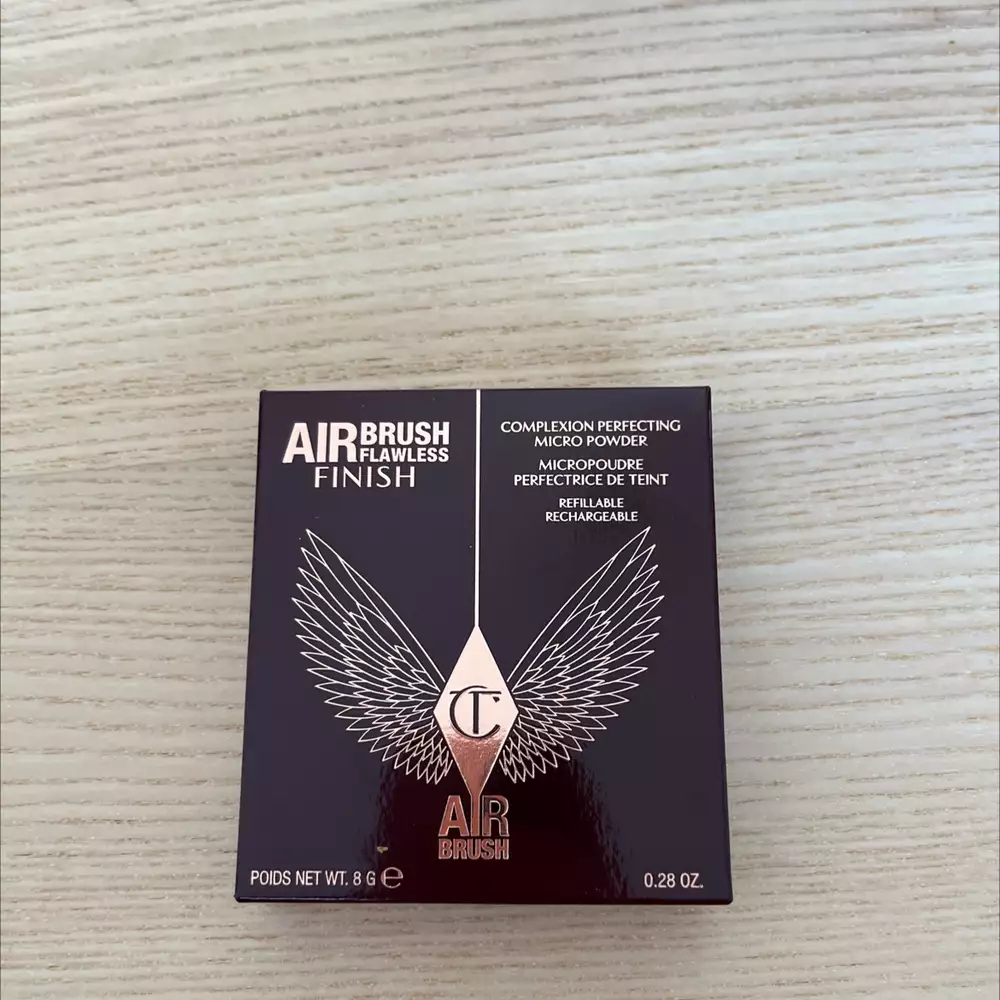 AIRBRUSH
FLAWLESS
FINISH
COMPLEXION PERFECTING
MICRO POWDER
MICROPOUDRE
PERFECTRICE DE TEINT
REFILLABLE
RECHARGEABLE
CT
AIR
BRUSH
POIDS NET WT. 8 G ℮
0.28 OZ.